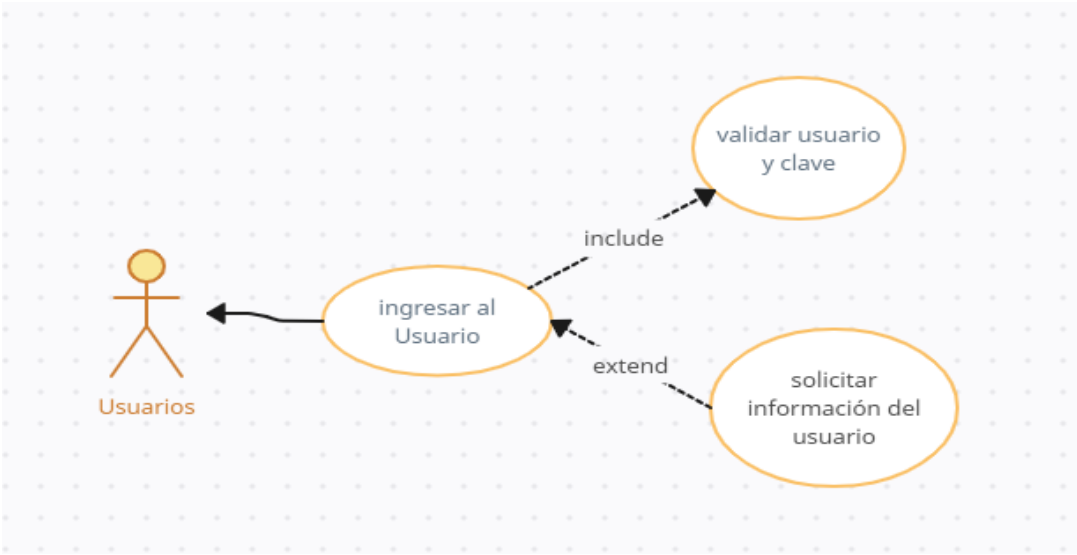 validar usuario
y clave
include
ingresar al
Usuario
extend
solicitar
información del
usuario
Usuarios